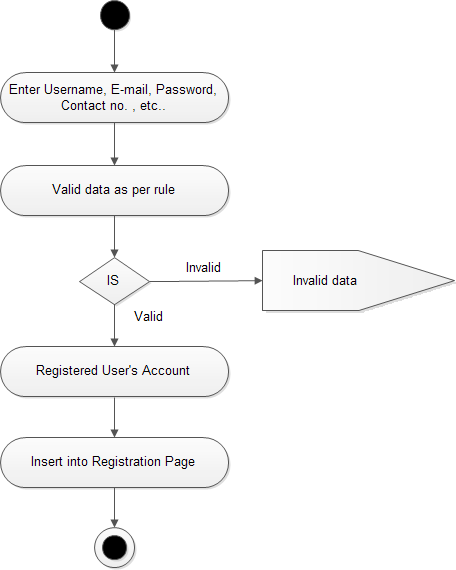 Enter Username, E-mail, Password,
Contact no. , etc..
Valid data as per rule
IS
Invalid
Invalid data
Valid
Registered User's Account
Insert into Registration Page